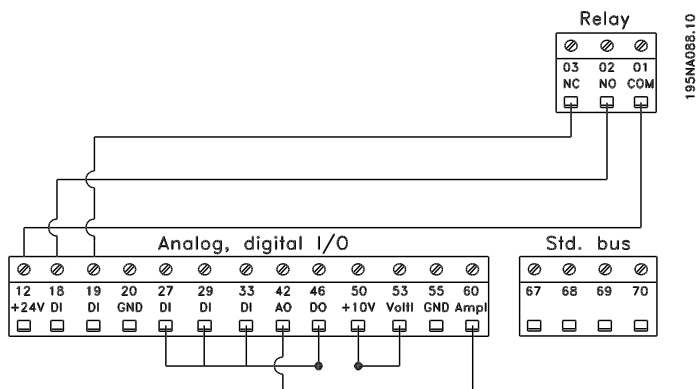 Relay
03 02 01
NC NO COM
195NA088.10
Analog, digital I/O
12 18 19 20 27 29 33 42 46 50 53 55 60
+24V DI DI GND DI DI DI AO DO +10V VoltI GND AmpI
Std. bus
67 68 69 70